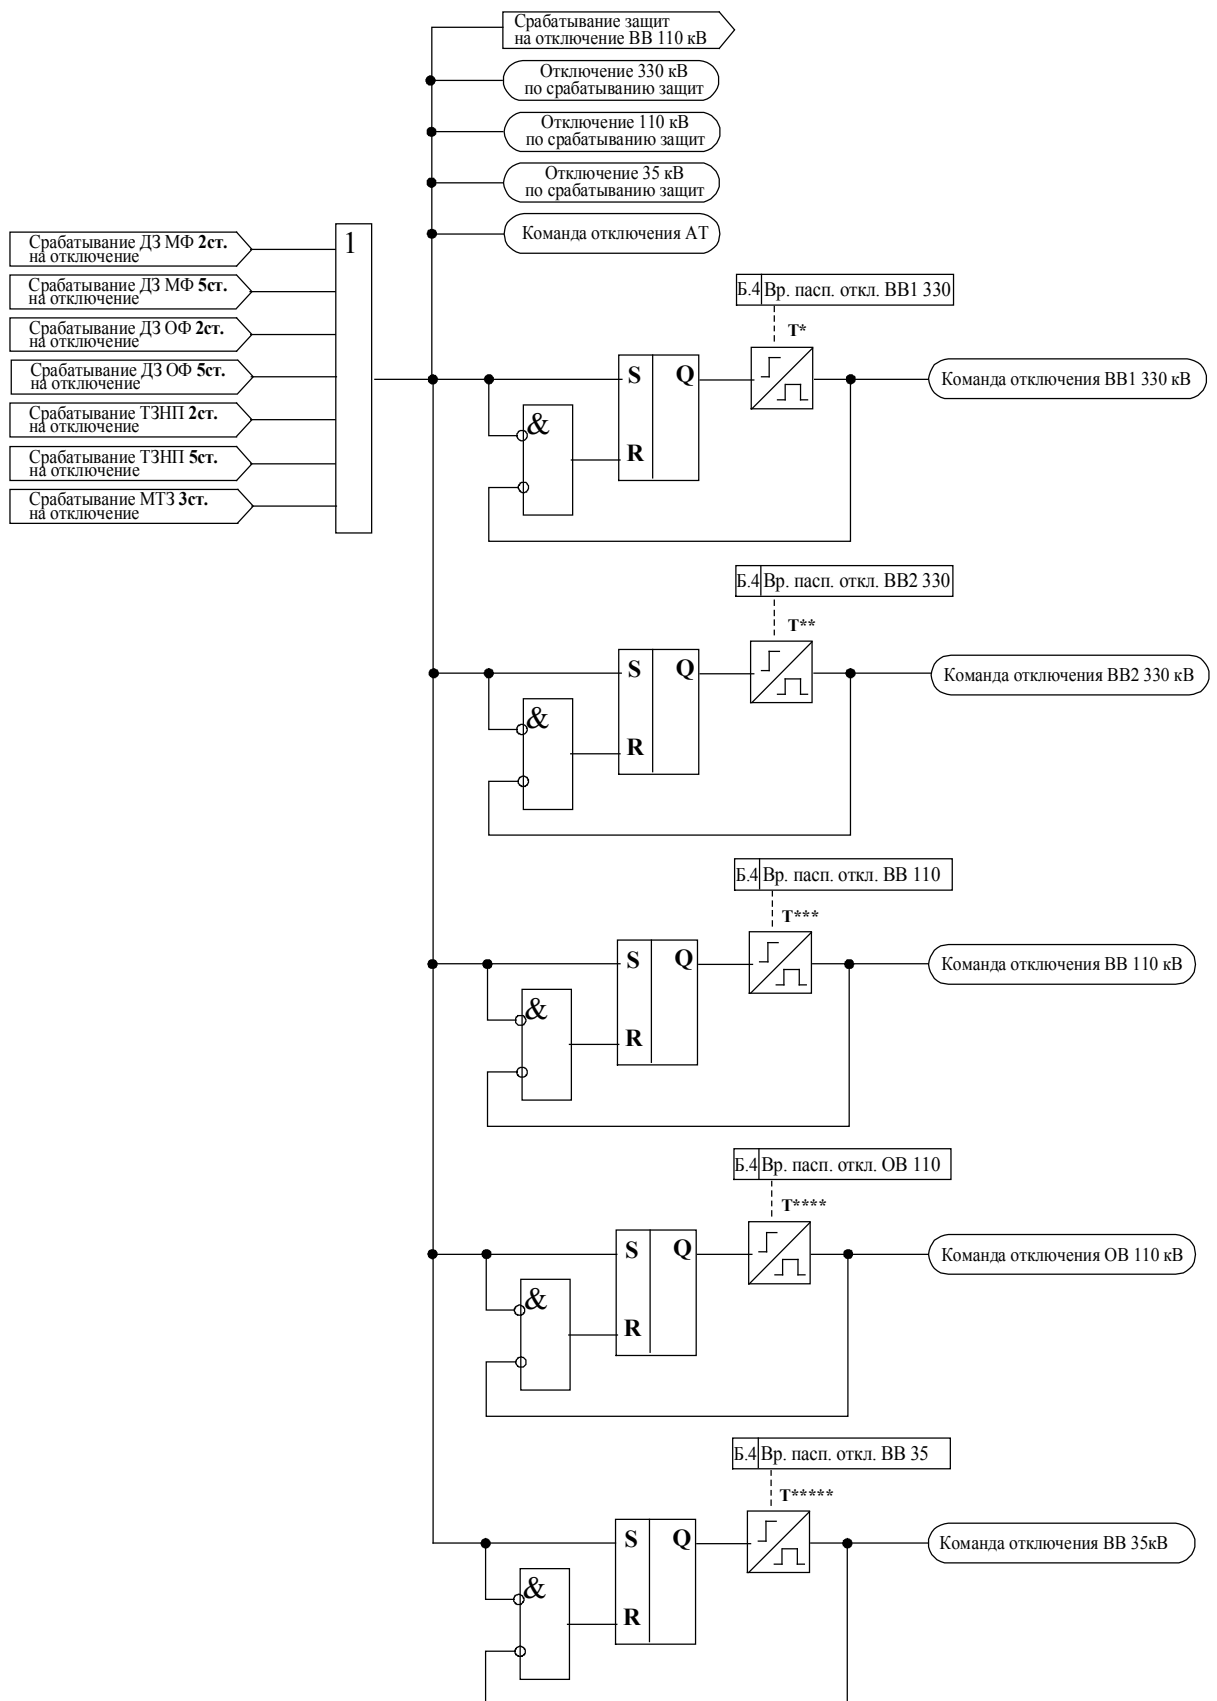 Срабатывание защит
на отключение ВВ 110 кВ
Отключение 330 кВ
по срабатыванию защит
Отключение 110 кВ
по срабатыванию защит
Отключение 35 кВ
по срабатыванию защит
Команда отключения АТ
Срабатывание ДЗ МФ 2ст.
на отключение
Срабатывание ДЗ МФ 5ст.
на отключение
Срабатывание ДЗ ОФ 2ст.
на отключение
Срабатывание ДЗ ОФ 5ст.
на отключение
Срабатывание ТЗНП 2ст.
на отключение
Срабатывание ТЗНП 5ст.
на отключение
Срабатывание МТЗ 3ст.
на отключение
1
Б.4 Вр. пасп. откл. ВВ1 330
T*
S Q
&
R
Команда отключения ВВ1 330 кВ
Б.4 Вр. пасп. откл. ВВ2 330
T**
S Q
&
R
Команда отключения ВВ2 330 кВ
Б.4 Вр. пасп. откл. ВВ 110
T***
S Q
&
R
Команда отключения ВВ 110 кВ
Б.4 Вр. пасп. откл. ОВ 110
T****
S Q
&
R
Команда отключения ОВ 110 кВ
Б.4 Вр. пасп. откл. ВВ 35
T*****
S Q
&
R
Команда отключения ВВ 35кВ